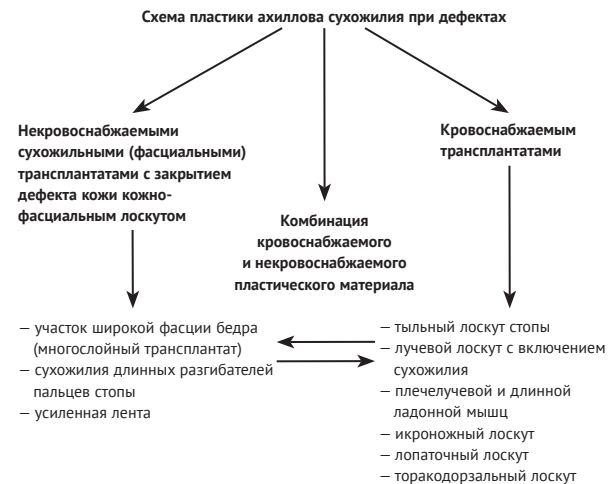 Схема пластики ахиллова сухожилия при дефектах
Некровоснабжаемыми
сухожильными (фасциальными)
трансплантатами с закрытием
дефекта кожи кожно-
фасциальным лоскутом
Комбинация
кровоснабжаемого
и некровоснабжаемого
пластического материала
Кровоснабжаемым
трансплантатами
— участок широкой фасции бедра
(многослойный трансплантат)
— сухожилия длинных разгибателей
пальцев стопы
— усиленная лента
— тыльный лоскут стопы
— лучевой лоскут с включением
сухожилия
— плечелучевой и длинной
ладонной мышц
— икроножный лоскут
— лопаточный лоскут
— торакодорзальный лоскут